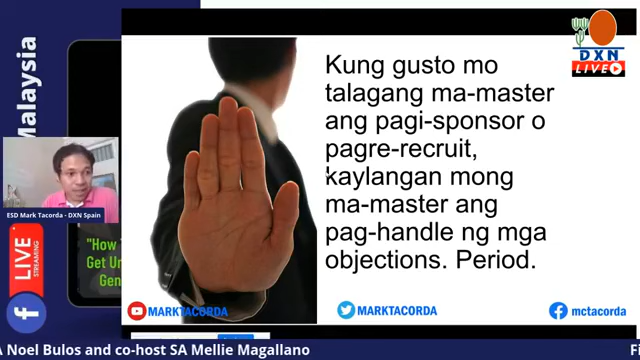 Malaysia
DXN
LIVE
Kung gusto mo
talagang ma-master
ang pagi-sponsor o
pagre-recruit,
kaylangan mong
ma-master ang
pag-handle ng mga
objections. Period.
ESD Mark Tacorda - DXN Spain
LIVE
STREAMING
f
"How
Get Un
Gen
MARKTACORDA
MARKTACORDA
mctacorda
A Noel Bulos and co-host SA Mellie Magallano
Fi